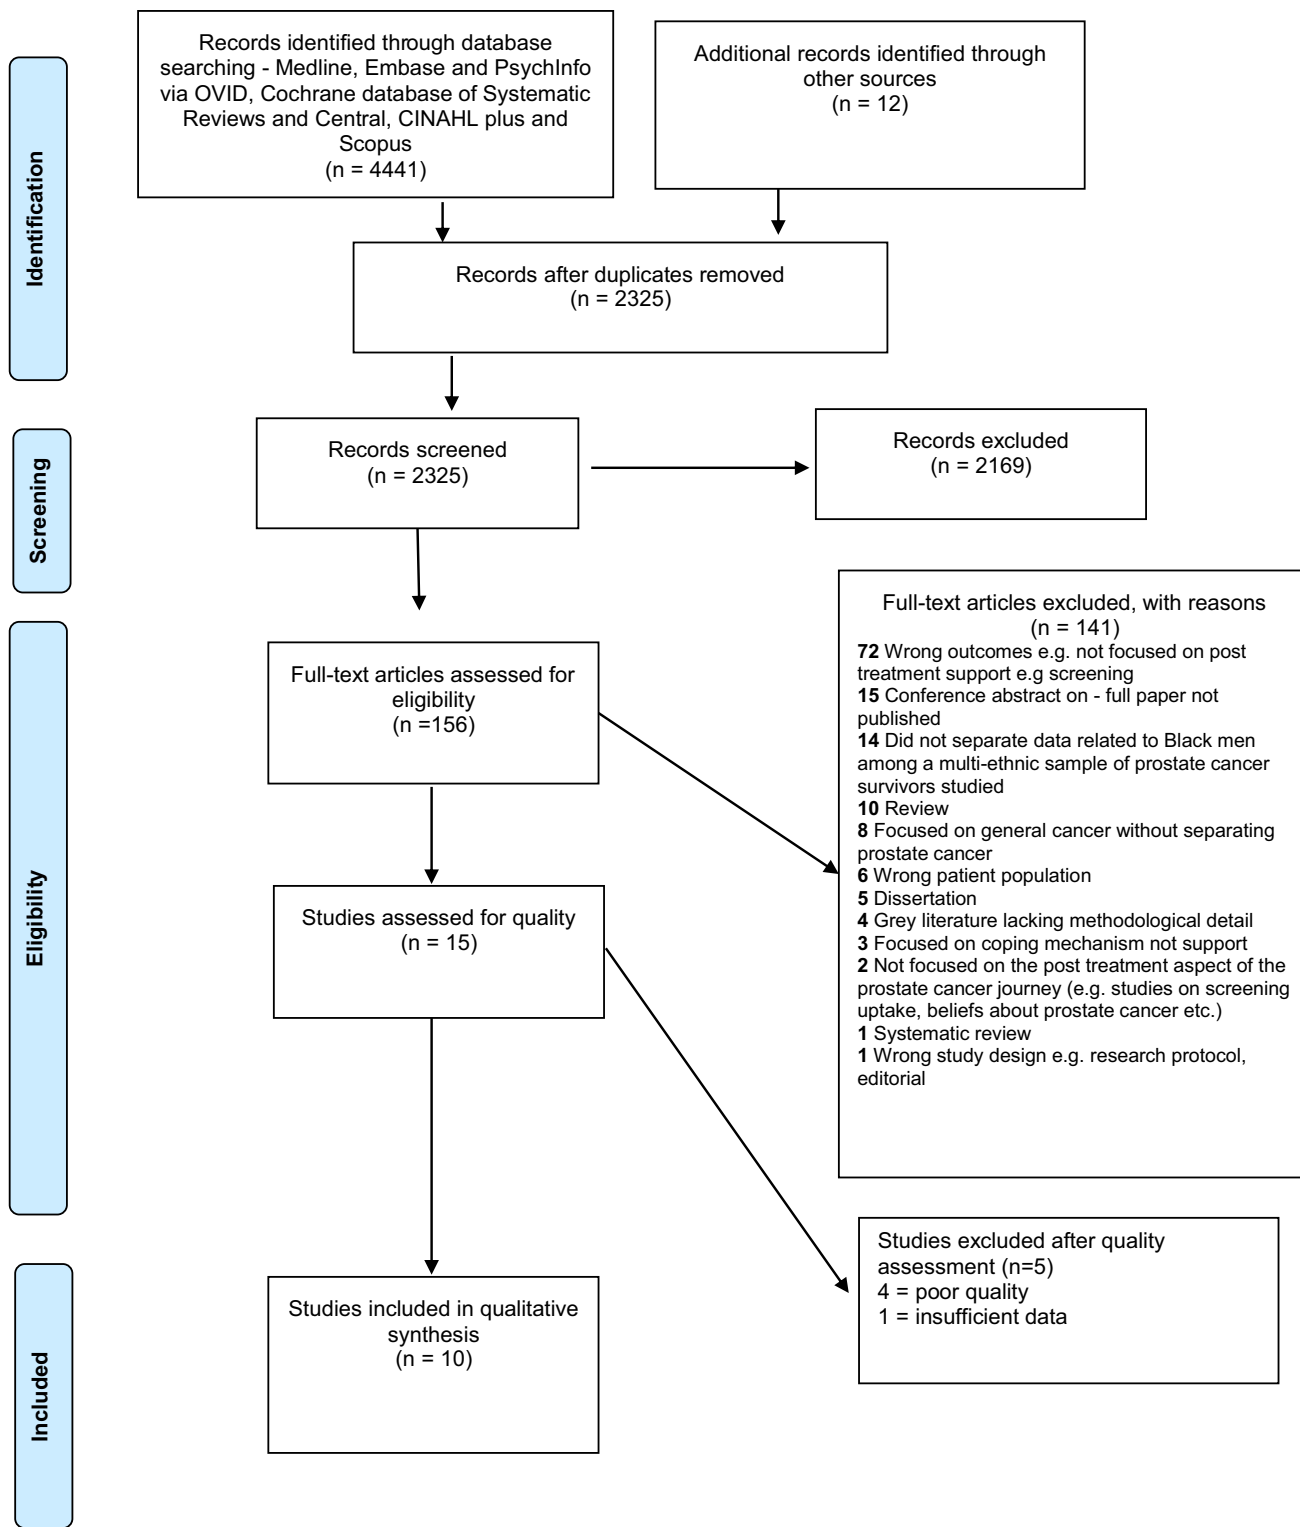 Records identified through database
searching - Medline, Embase and PsychInfo
via OVID, Cochrane database of Systematic
Reviews and Central, CINAHL plus and
Scopus
(n = 4441)
Additional records identified through
other sources
(n = 12)
Identification
Records after duplicates removed
(n = 2325)
Screening
Records screened
(n = 2325)
Records excluded
(n = 2169)
Eligibility
Full-text articles assessed for
eligibility
(n =156)
Full-text articles excluded, with reasons
(n = 141)
72 Wrong outcomes e.g. not focused on post
treatment support e.g screening
15 Conference abstract on - full paper not
published
14 Did not separate data related to Black men
among a multi-ethnic sample of prostate cancer
survivors studied
10 Review
8 Focused on general cancer without separating
prostate cancer
6 Wrong patient population
5 Dissertation
4 Grey literature lacking methodological detail
3 Focused on coping mechanism not support
2 Not focused on the post treatment aspect of the
prostate cancer journey (e.g. studies on screening
uptake, beliefs about prostate cancer etc.)
1 Systematic review
1 Wrong study design e.g. research protocol,
editorial
Studies assessed for quality
(n = 15)
Studies excluded after quality
assessment (n=5)
4 = poor quality
1 = insufficient data
Included
Studies included in qualitative
synthesis
(n = 10)